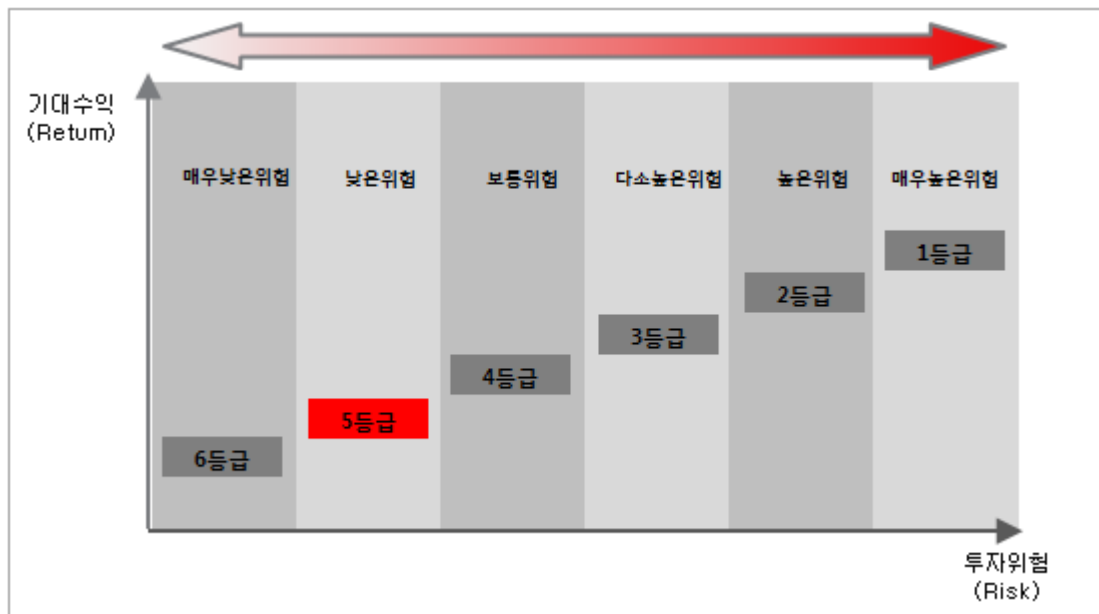 기대수익
(Retum)
매우낮은위험
낮은위험
보통위험
다소높은위험
높은위험
매우높은위험
1등급
2등급
3등급
4등급
5등급
6등급
투자위험
(Risk)